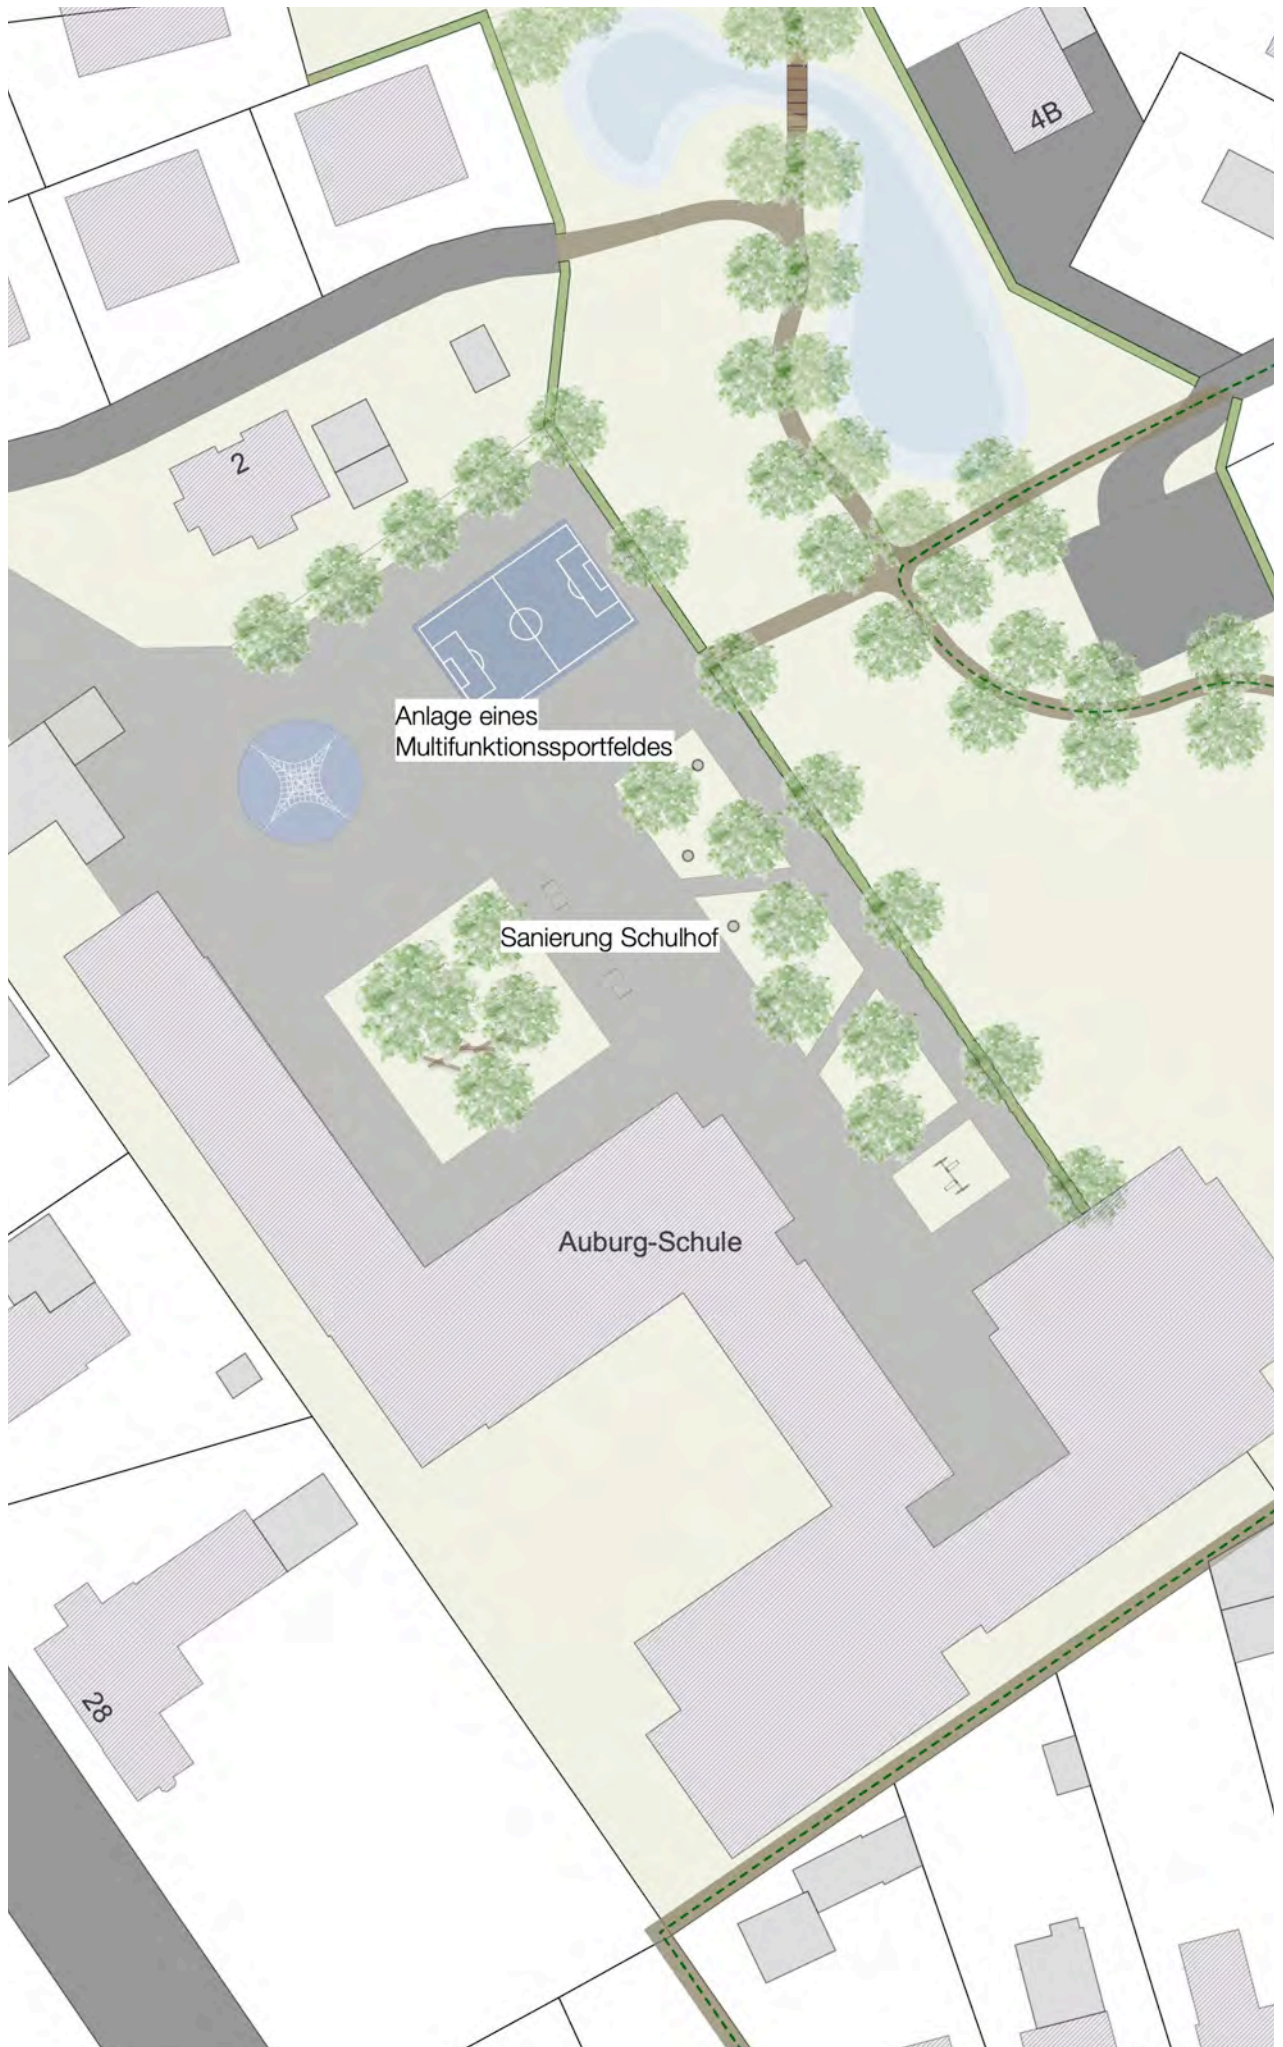 4B
2
Anlage eines
Multifunktionssportfeldes
Sanierung Schulhof
Auburg-Schule
28